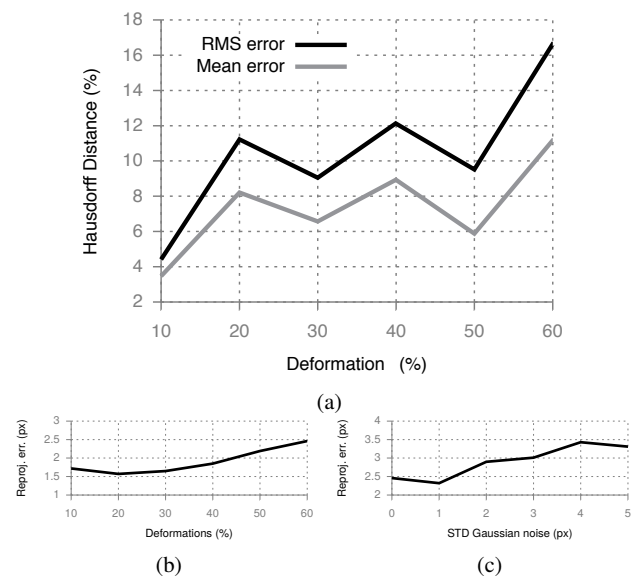 18
16
14
12
10
8
6
4
2
Hausdorff Distance (%)
RMS error
Mean error
10 20 30 40 50 60
Deformation (%)
(a)
3
2.5
2
1.5
1
Reproj. err. (px)
10 20 30 40 50 60
Deformations (%)
(b)
4
3.5
3
2.5
2
Reproj. err. (px)
0 1 2 3 4 5
STD Gaussian noise (px)
(c)